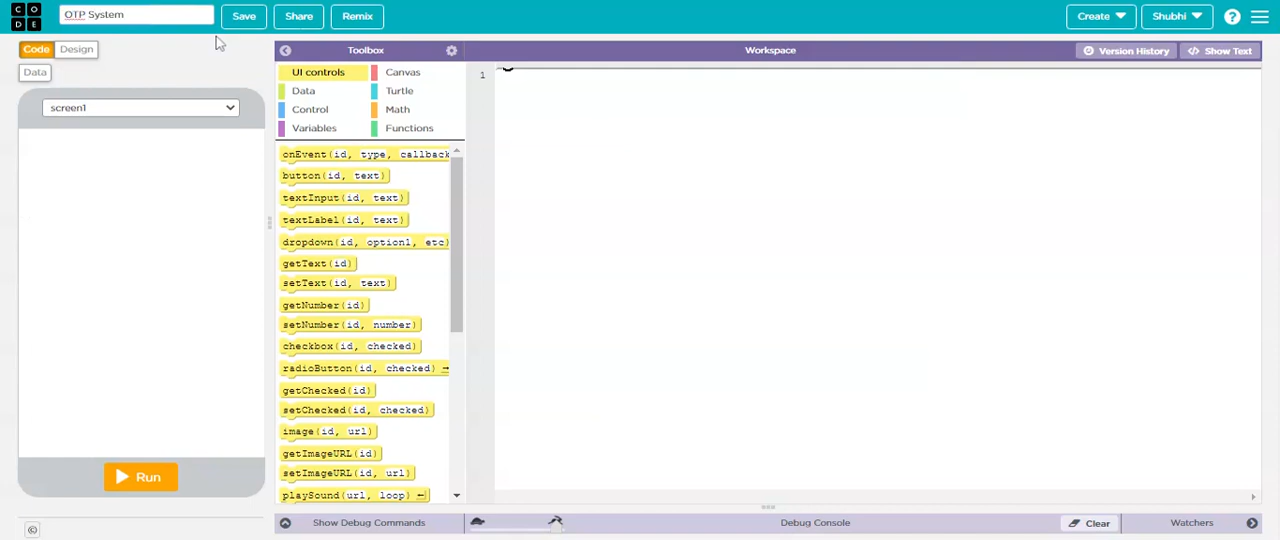 CODE
OTP System
Save
Share
Remix
Create
Shubhi
?
Code
Design
Data
screen1
Run
©
Toolbox
UI controls
Canvas
Data
Turtle
Control
Math
Variables
Functions
onEvent(id, type, callback
button(id, text)
textInput(id, text)
textLabel(id, text)
dropdown(id, option1, etc)
getText(id)
setText(id, text)
getNumber(id)
setNumber(id, number)
checkbox(id, checked)
radioButton(id, checked)
getChecked(id)
setChecked(id, checked)
image(id, url)
getImageURL(id)
setImageURL(id, url)
playSound(url, loop)
Workspace
Version History
</> Show Text
1
Show Debug Commands
Debug Console
Clear
Watchers